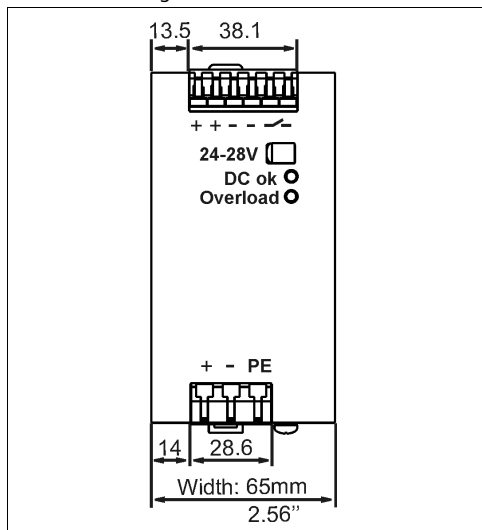 13.5 38.1
+ + - -
24-28V
DC ok
Overload
+ - PE
14 28.6
Width: 65mm
2.56’’